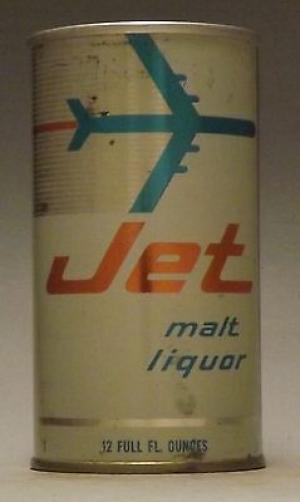 Jet
malt
liquor
12 FULL FL. OUNCES